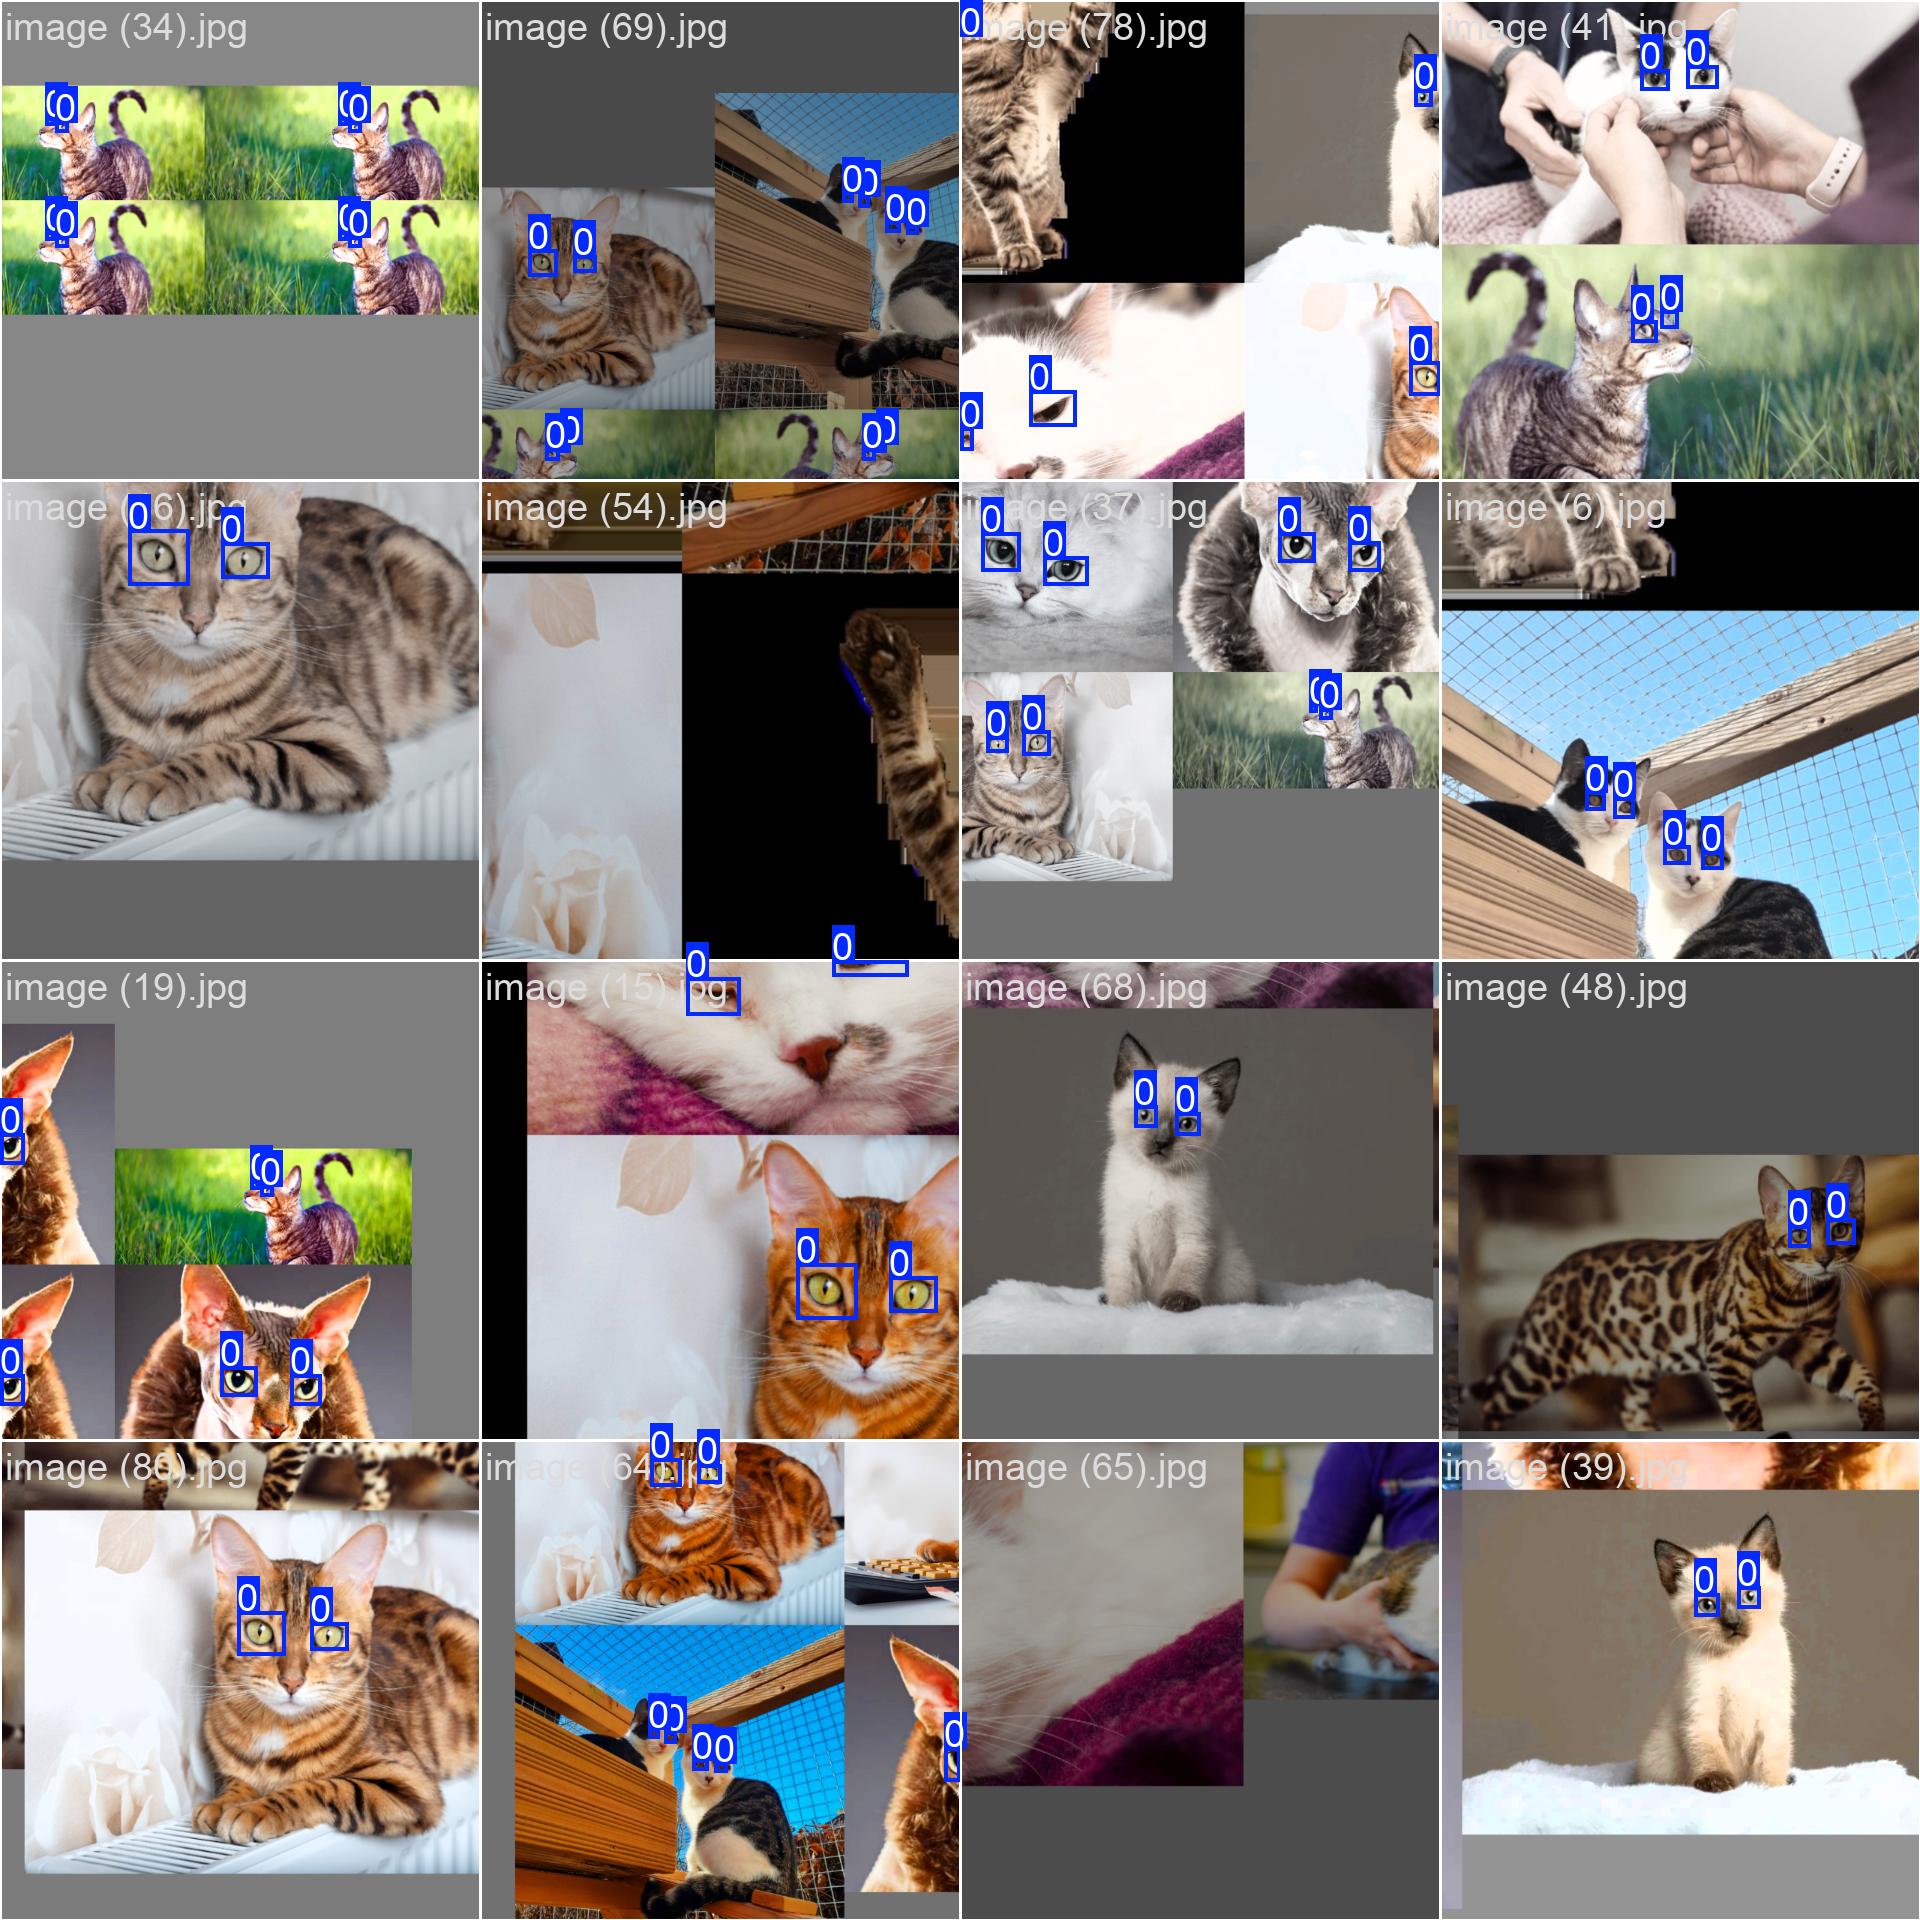 image (34).jpg
0 0 0 0
0 0 0 0
image (69).jpg
0 0 0 0
0 0
0 0 0 0
image (78).jpg
0
0
0
0
0
image (41).jpg
0 0
0 0
6).jpg
0 0
image (54).jpg
image (37).jpg
0 0 0 0
0 0 0 0
image (6).jpg
0 0
0 0
image (19).jpg
0
0 0
0 0 0
image (15).jpg
0 0
0 0
image (68).jpg
0 0
image (48).jpg
0 0
image (80).jpg
0 0
image (64).jpg
0 0
0 0 0 0
0
image (65).jpg
image (39).jpg
0 0